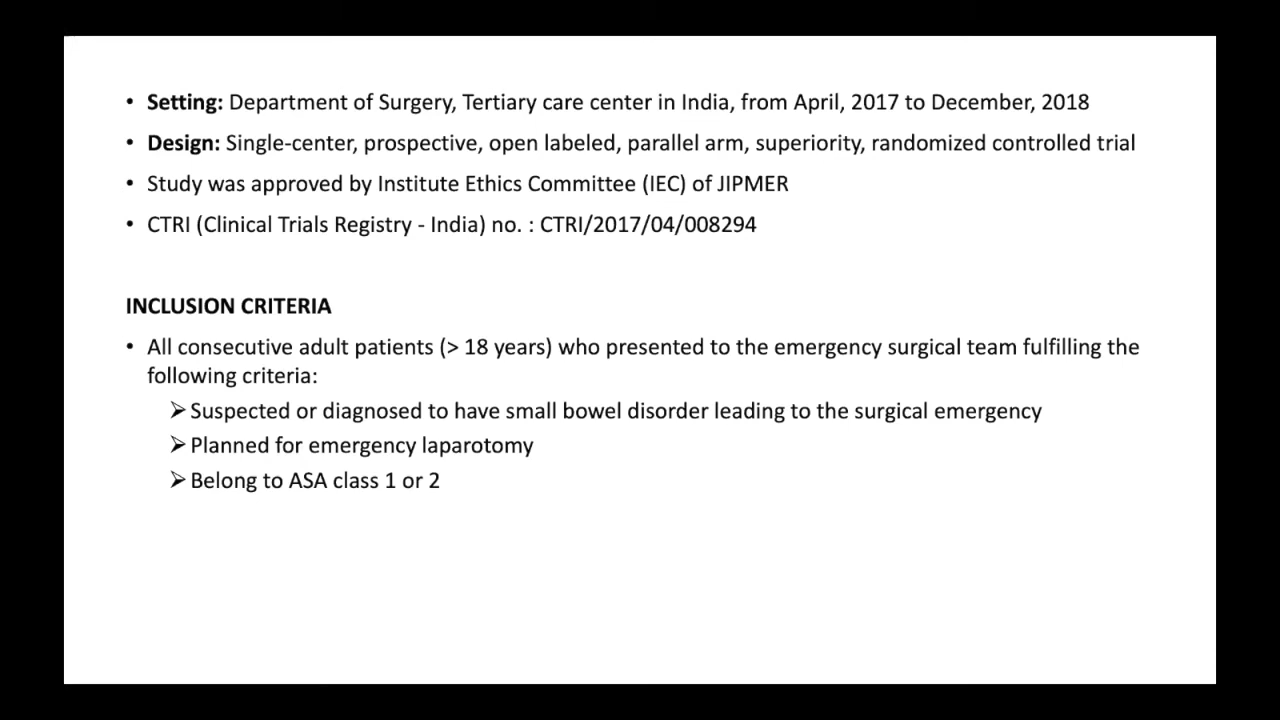 • Setting: Department of Surgery, Tertiary care center in India, from April, 2017 to December, 2018
• Design: Single-center, prospective, open labeled, parallel arm, superiority, randomized controlled trial
• Study was approved by Institute Ethics Committee (IEC) of JIPMER
• CTRI (Clinical Trials Registry - India) no. : CTRI/2017/04/008294
INCLUSION CRITERIA
• All consecutive adult patients (> 18 years) who presented to the emergency surgical team fulfilling the
following criteria:
➢ Suspected or diagnosed to have small bowel disorder leading to the surgical emergency
➢ Planned for emergency laparotomy
➢ Belong to ASA class 1 or 2